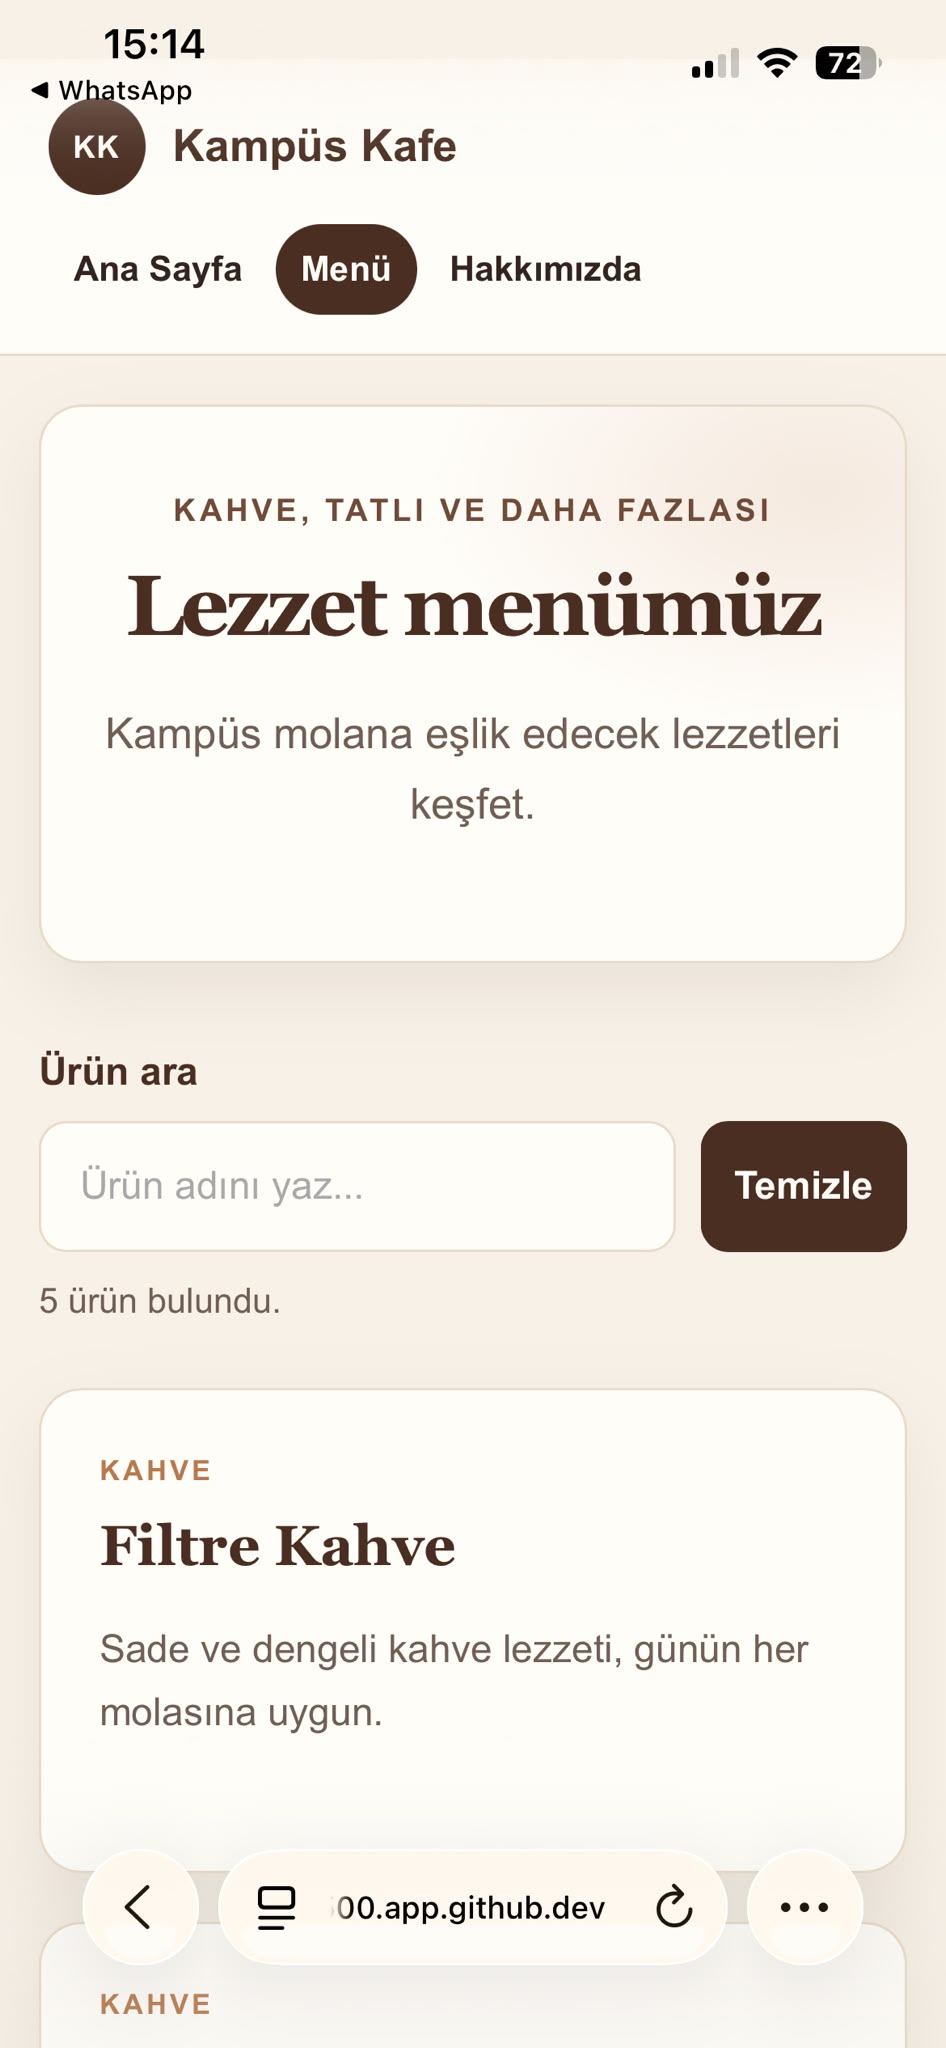 15:14
72
◀ WhatsApp
KK
Kampüs Kafe
Ana Sayfa
Menü
Hakkımızda
KAHVE, TATLI VE DAHA FAZLASI
Lezzet menümüz
Kampüs molana eşlik edecek lezzetleri
keşfet.
Ürün ara
Ürün adını yaz...
Temizle
5 ürün bulundu.
KAHVE
Filtre Kahve
Sade ve dengeli kahve lezzeti, günün her
molasına uygun.
00.app.github.dev
KAHVE